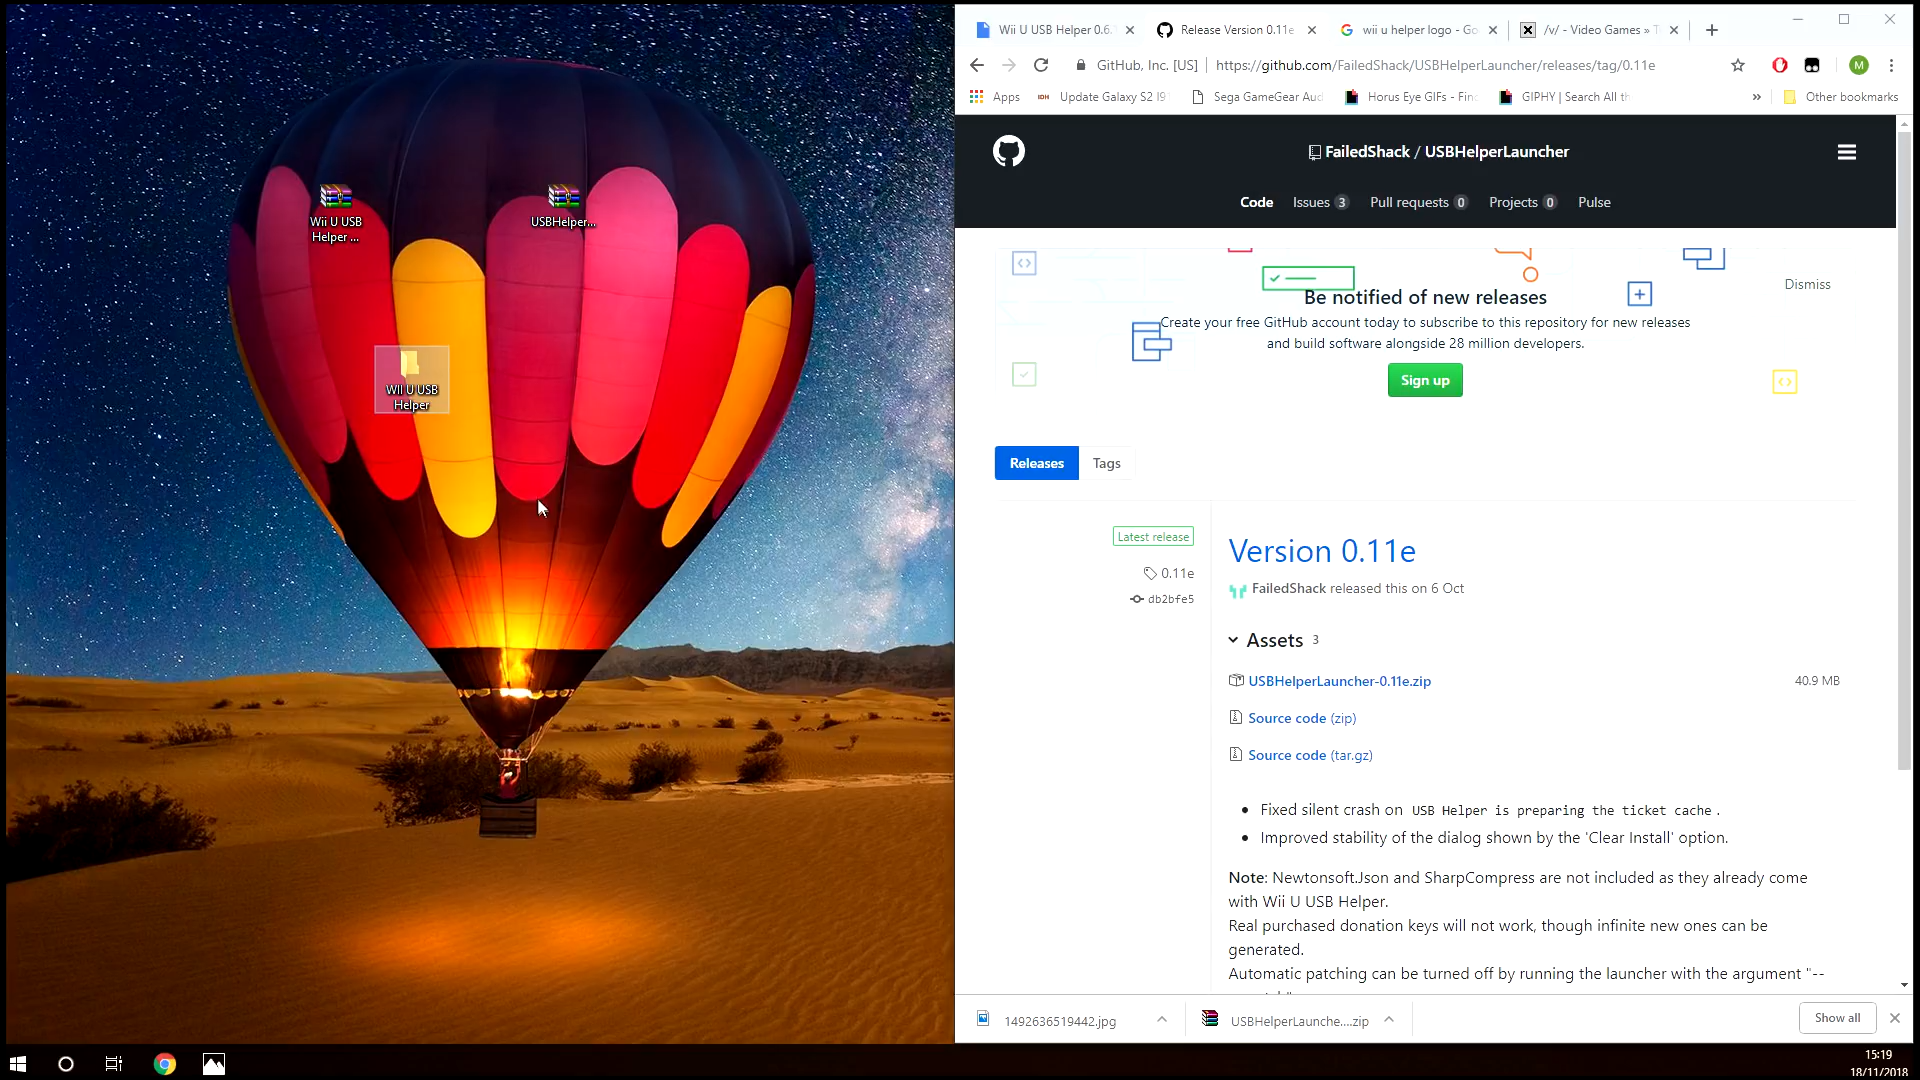 Wii U USB
Helper ...
USBHelper...
WII U USB
Helper
Wii U USB Helper 0.6.
Release Version 0.11e
wii u helper logo - Go
/v/ - Video Games »
GitHub, Inc. [US]
https://github.com/FailedShack/USBHelperLauncher/releases/tag/0.11e
M
Apps
IDH
Update Galaxy S2 I9
Sega GameGear Aud
Horus Eye GIFs - Find
GIPHY | Search All th
»
Other bookmarks
FailedShack / USBHelperLauncher
Code
Issues 3
Pull requests 0
Projects 0
Pulse
Dismiss
Be notified of new releases
Create your free GitHub account today to subscribe to this repository for new releases
and build software alongside 28 million developers.
Sign up
Releases
Tags
Latest release
0.11e
db2bfe5
Version 0.11e
FailedShack released this on 6 Oct
Assets 3
USBHelperLauncher-0.11e.zip
40.9 MB
Source code (zip)
Source code (tar.gz)
Fixed silent crash on USB Helper is preparing the ticket cache .
Improved stability of the dialog shown by the 'Clear Install' option.
Note: Newtonsoft.Json and SharpCompress are not included as they already come
with Wii U USB Helper.
Real purchased donation keys will not work, though infinite new ones can be
generated.
Automatic patching can be turned off by running the launcher with the argument "--
1492636519442.jpg
USBHelperLaunche....zip
Show all
15:19
18/11/2018